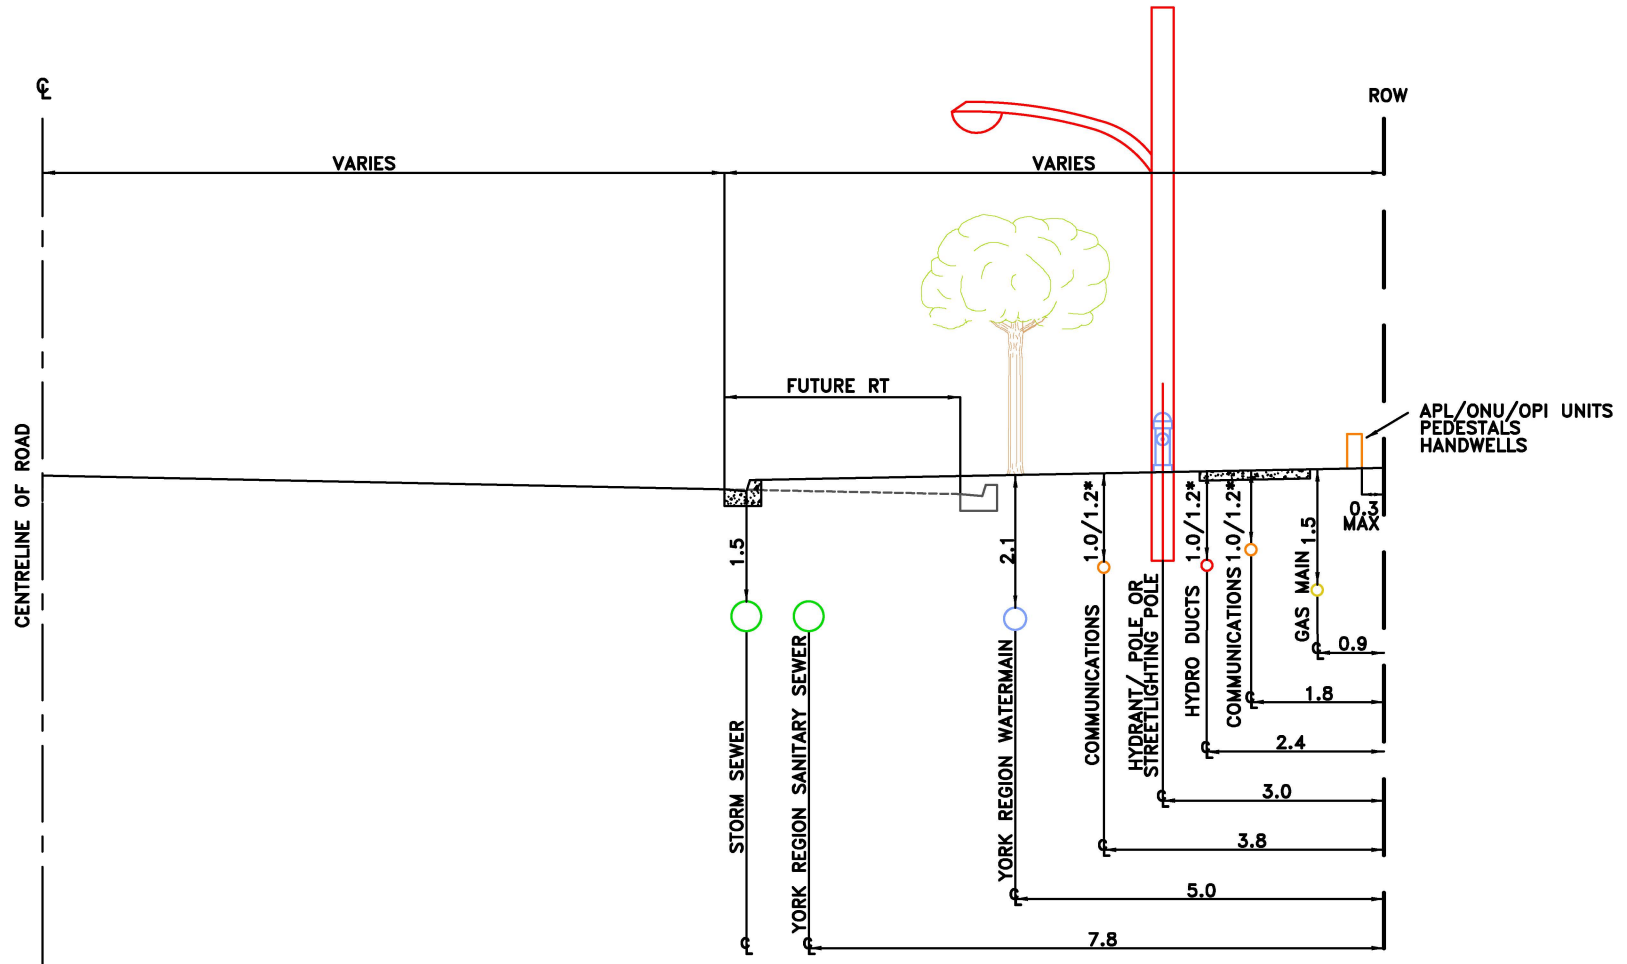 ℄
ROW
VARIES
VARIES
FUTURE RT
APL/ONU/OPI UNITS
PEDESTALS
HANDWELLS
CENTRELINE OF ROAD
0.3
MAX
1.5
2.1
1.0/1.2*
1.0/1.2*
1.0/1.2*
1.5
STORM SEWER
YORK REGION SANITARY SEWER
YORK REGION WATERMAIN
COMMUNICATIONS
HYDRANT/ POLE OR
STREETLIGHTING POLE
HYDRO DUCTS
COMMUNICATIONS
GAS MAIN
℄
0.9
℄
1.8
℄
2.4
℄
3.0
℄
3.8
℄
5.0
℄
℄
7.8